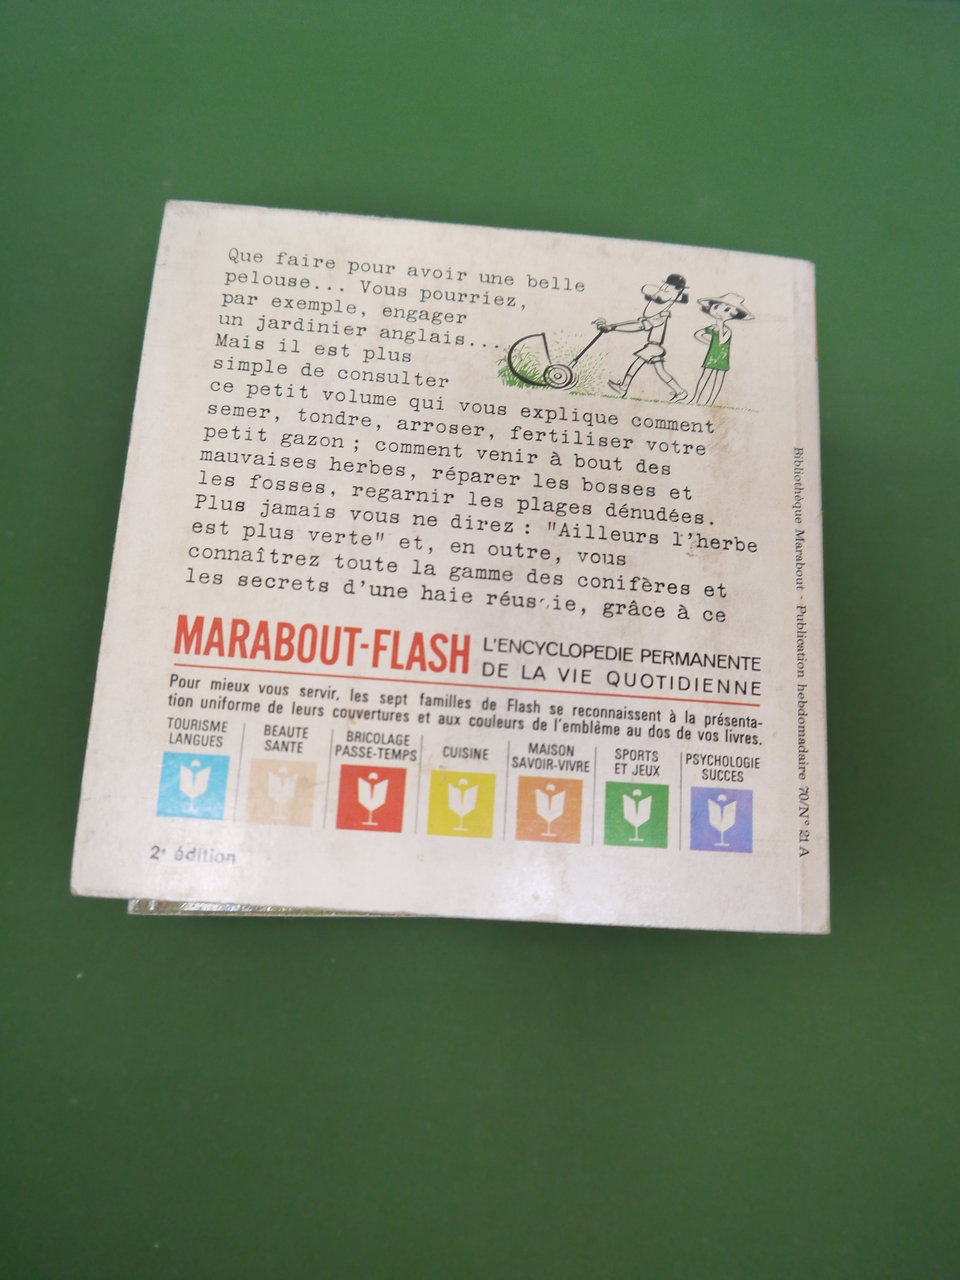 Que faire pour avoir une belle
pelouse... Vous pourriez,
par exemple, engager
un jardinier anglais...
Mais il est plus
simple de consulter
ce petit volume qui vous explique comment
semer, tondre, arroser, fertiliser votre
petit gazon ; comment venir à bout des
mauvaises herbes, réparer les bosses et
les fosses, regarnir les plages dénudées.
Plus jamais vous ne direz : "Ailleurs l'herbe
est plus verte" et, en outre, vous
connaîtrez toute la gamme des conifères et
les secrets d'une haie réussie, grâce à ce
MARABOUT-FLASH L'ENCYCLOPEDIE PERMANENTE
DE LA VIE QUOTIDIENNE
Pour mieux vous servir, les sept familles de Flash se reconnaissent à la présenta-
tion uniforme de leurs couvertures et aux couleurs de l'emblême au dos de vos livres.
TOURISME
LANGUES
BEAUTE
SANTE
BRICOLAGE
PASSE-TEMPS
CUISINE
MAISON
SAVOIR-VIVRE
SPORTS
ET JEUX
PSYCHOLOGIE
SUCCES
2e édition
Bibliothèque Marabout - Publication hebdomadaire 70/N° 21 A